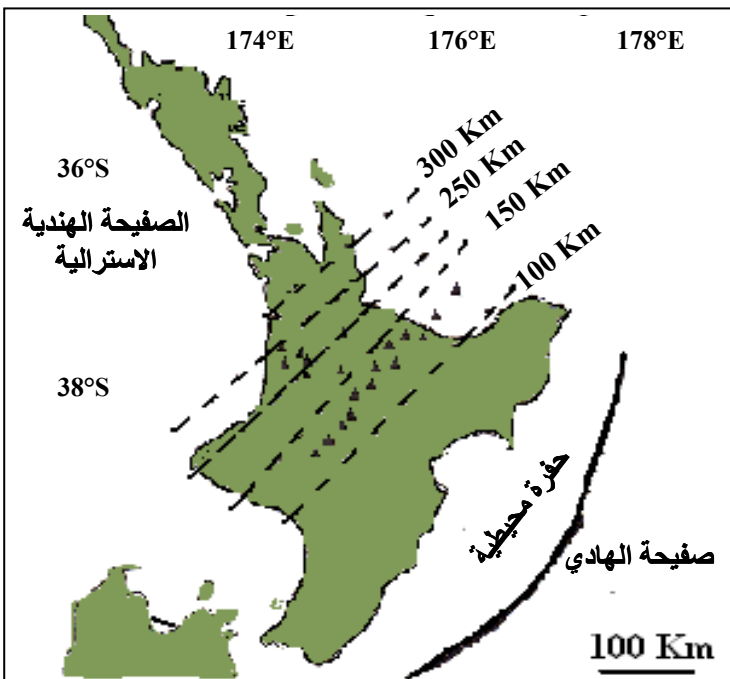 174°E
176°E
178°E
36°S
300 Km
250 Km
150 Km
100 Km
الصفيحة الهندية
الاسترالية
38°S
حفرة محيطية
صفيحة الهادي
100 Km